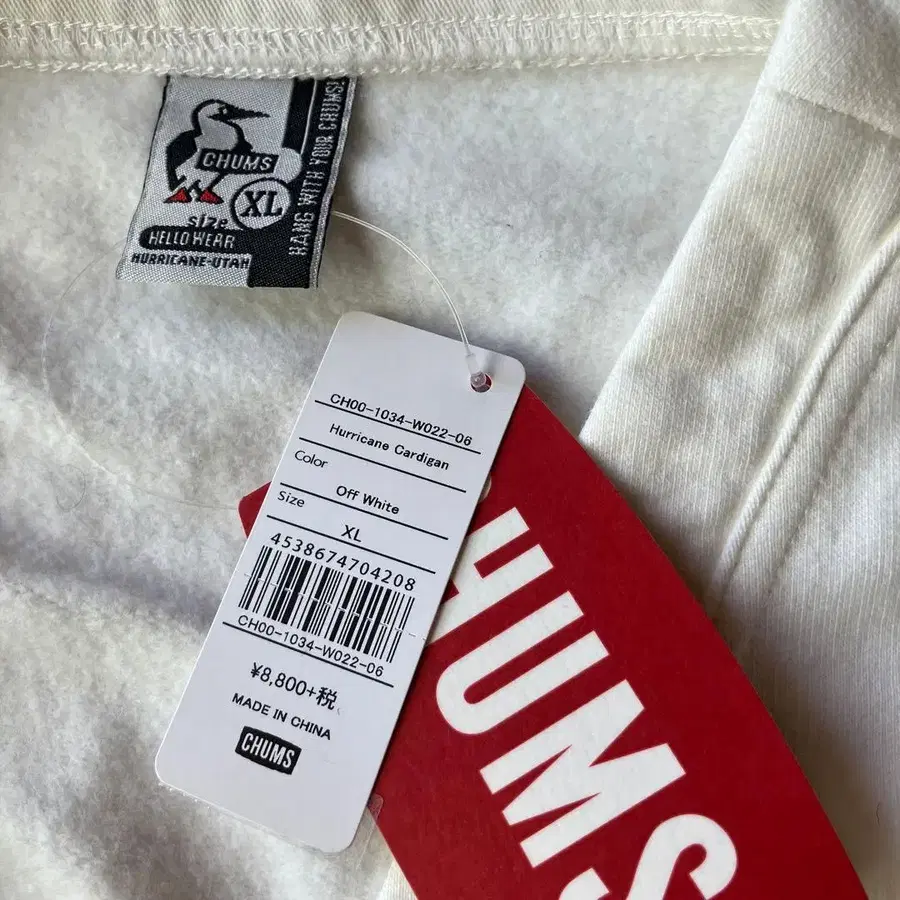 CHUMS
size XL
HELLO WEAR
HURRICANE-UTAH
HANG WITH YOUR CHUMS!
CH00-1034-W022-06
Hurricane Cardigan
Color
Off White
Size
XL
4538674704208
CH00-1034-W022-06
¥8,800+税
MADE IN CHINA
CHUMS
HUMS